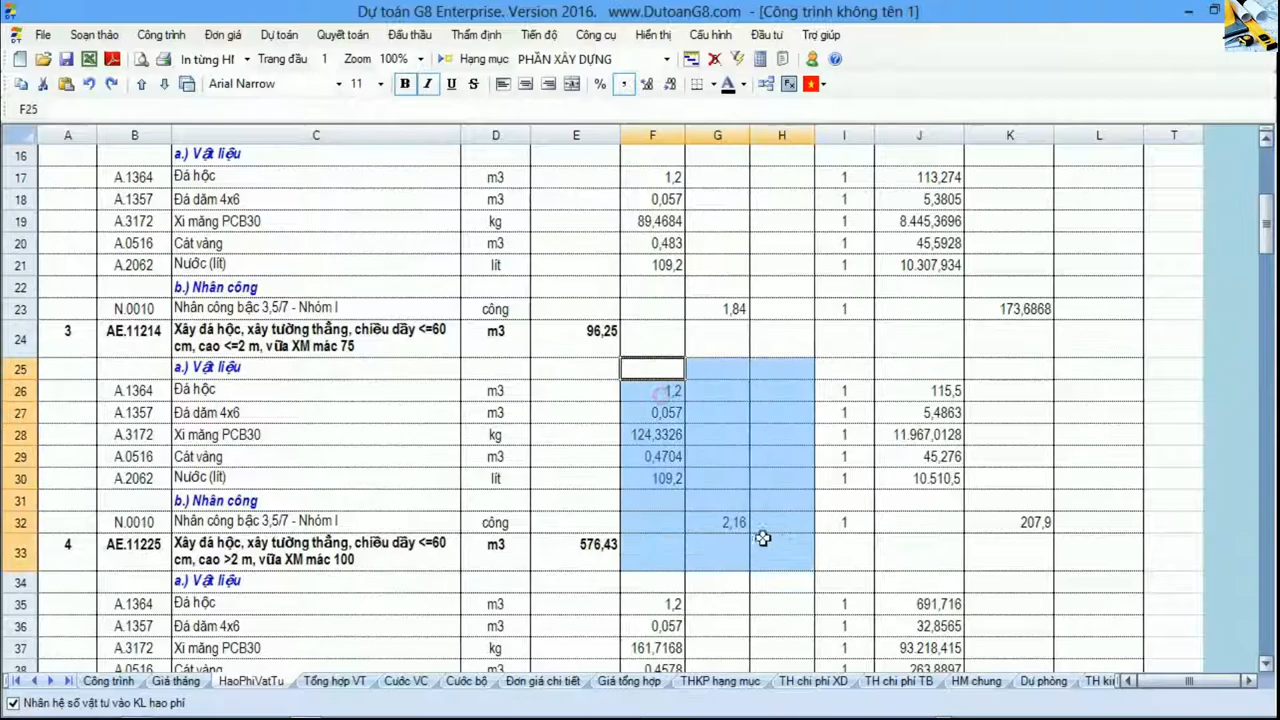 Dự toán G8 Enterprise. Version 2016. www.DutoanG8.com - [Công trình không tên 1]
File Soạn thảo Công trình Đơn giá Dự toán Quyết toán Đấu thầu Thẩm định Tiến độ Công cụ Hiển thị Cấu hình Đầu tư Trợ giúp
In từng HI Trang đầu 1 Zoom 100% Hạng mục PHẦN XÂY DỰNG
Arial Narrow 11 B I U S % ,
F25
A B C D E F G H I J K L T
16 a.) Vật liệu
17 A.1364 Đá hộc m3 1,2 1 113,274
18 A.1357 Đá dăm 4x6 m3 0,057 1 5,3805
19 A.3172 Xi măng PCB30 kg 89,4684 1 8.445,3696
20 A.0516 Cát vàng m3 0,483 1 45,5928
21 A.2062 Nước (lít) lít 109,2 1 10.307,934
22 b.) Nhân công
23 N.0010 Nhân công bậc 3,5/7 - Nhóm I công 1,84 1 173,6868
24 3 AE.11214 Xây đá hộc, xây tường thẳng, chiều dầy <=60 m3 96,25
cm, cao <=2 m, vữa XM mác 75
25 a.) Vật liệu
26 A.1364 Đá hộc m3 1,2 1 115,5
27 A.1357 Đá dăm 4x6 m3 0,057 1 5,4863
28 A.3172 Xi măng PCB30 kg 124,3326 1 11.967,0128
29 A.0516 Cát vàng m3 0,4704 1 45,276
30 A.2062 Nước (lít) lít 109,2 1 10.510,5
31 b.) Nhân công
32 N.0010 Nhân công bậc 3,5/7 - Nhóm I công 2,16 1 207,9
33 4 AE.11225 Xây đá hộc, xây tường thẳng, chiều dầy <=60 m3 576,43
cm, cao >2 m, vữa XM mác 100
34 a.) Vật liệu
35 A.1364 Đá hộc m3 1,2 1 691,716
36 A.1357 Đá dăm 4x6 m3 0,057 1 32,8565
37 A.3172 Xi măng PCB30 kg 161,7168 1 93.218,415
38 A.0516 Cát vàng m3 0,4578 1 263,8897
Công trình Giá tháng HaoPhiVatTu Tổng hợp VT Cước VC Cước bộ Đơn giá chi tiết Giá tổng hợp THKP hạng mục TH chi phí XD TH chi phí TB HM chung Dự phòng TH kin
Nhân hệ số vật tư vào KL hao phí